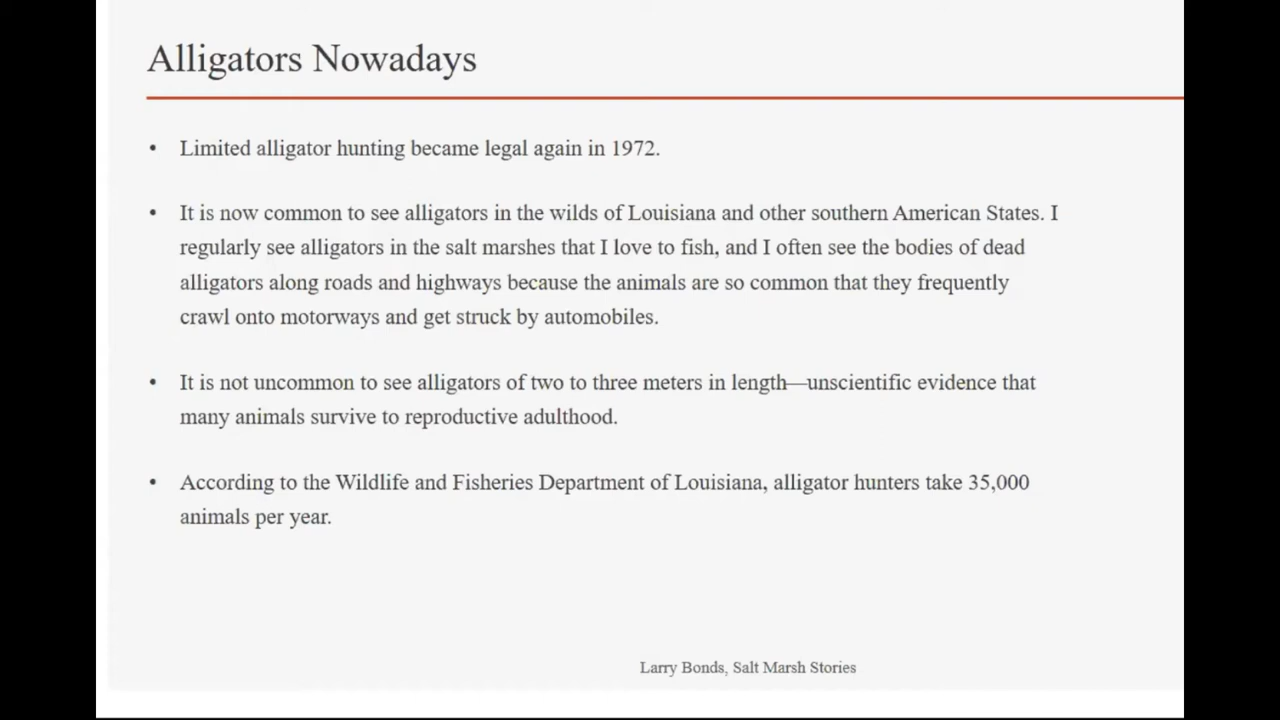 Alligators Nowadays
• Limited alligator hunting became legal again in 1972.
• It is now common to see alligators in the wilds of Louisiana and other southern American States. I
regularly see alligators in the salt marshes that I love to fish, and I often see the bodies of dead
alligators along roads and highways because the animals are so common that they frequently
crawl onto motorways and get struck by automobiles.
• It is not uncommon to see alligators of two to three meters in length—unscientific evidence that
many animals survive to reproductive adulthood.
• According to the Wildlife and Fisheries Department of Louisiana, alligator hunters take 35,000
animals per year.
Larry Bonds, Salt Marsh Stories